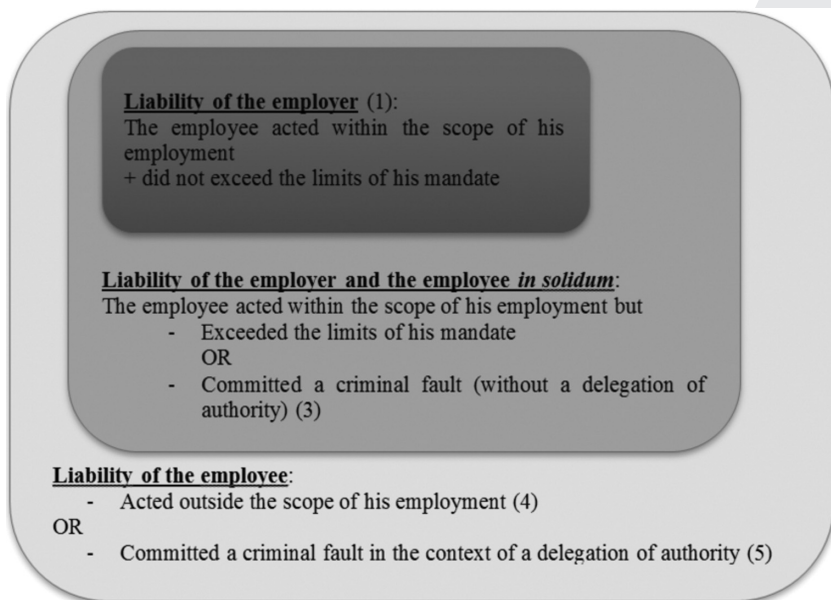 Liability of the employer (1):
The employee acted within the scope of his
employment
+ did not exceed the limits of his mandate
Liability of the employer and the employee in solidum:
The employee acted within the scope of his employment but
- Exceeded the limits of his mandate
OR
- Committed a criminal fault (without a delegation of
authority) (3)
Liability of the employee:
- Acted outside the scope of his employment (4)
OR
- Committed a criminal fault in the context of a delegation of authority (5)